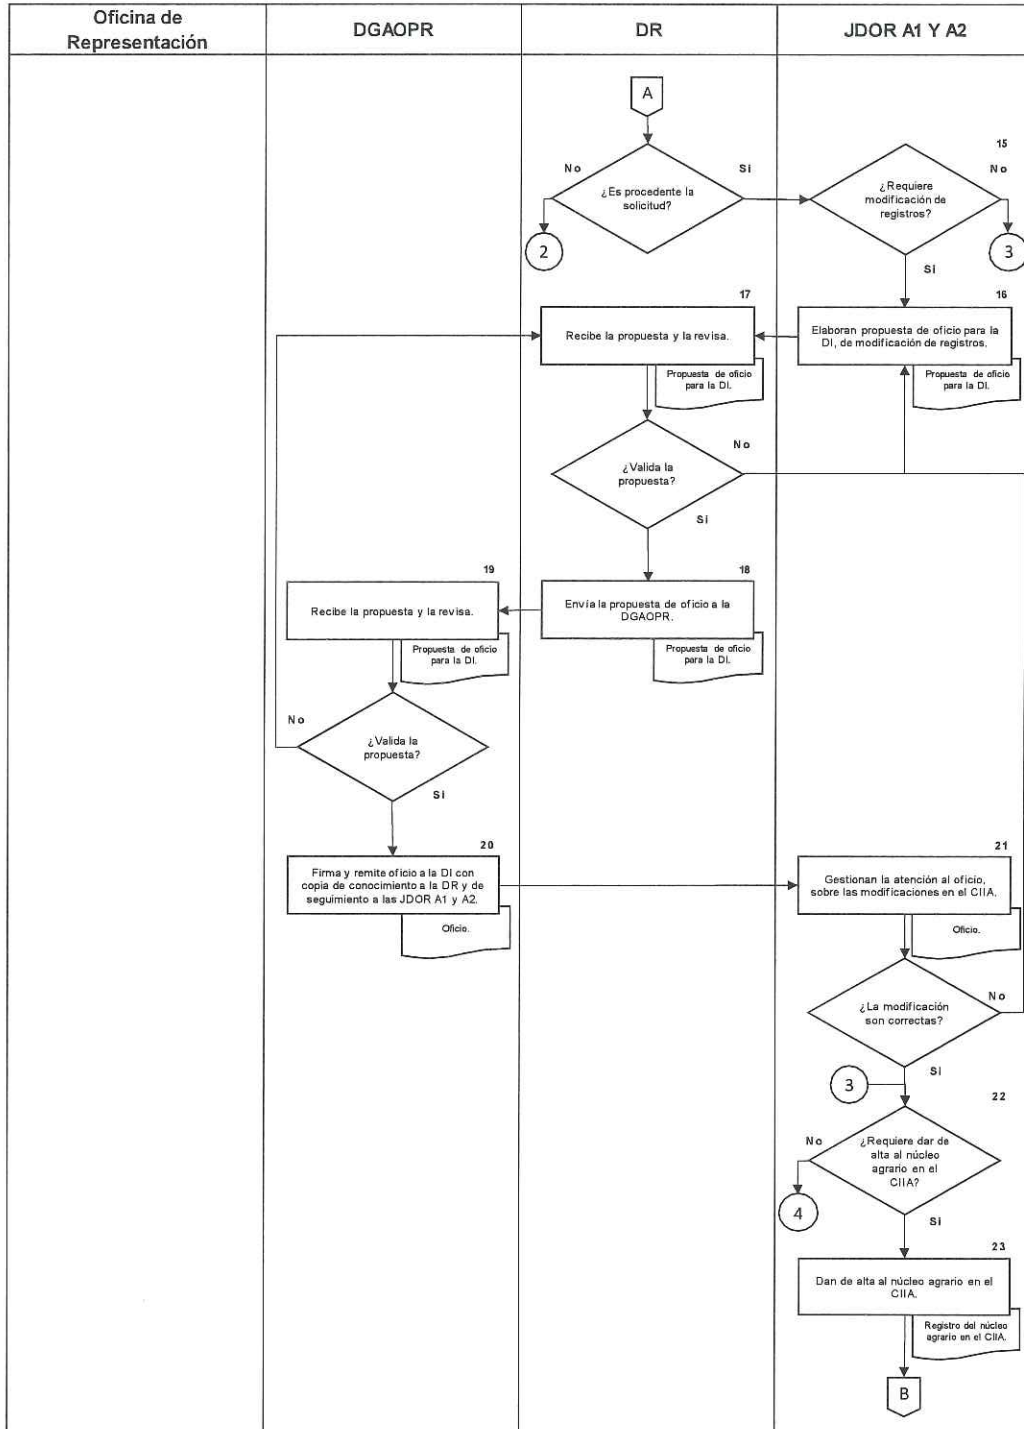 Oficina de
Representación
DGAOPR
DR
JDOR A1 Y A2
A
15
No
Si
No
¿Es procedente la
solicitud?
¿Requiere
modificación de
registros?
2
3
Si
17
16
Recibe la propuesta y la revisa.
Elaboran propuesta de oficio para la
DI, de modificación de registros.
Propuesta de oficio
para la DI.
Propuesta de oficio
para la DI.
No
¿Valida la
propuesta?
Si
19
18
Recibe la propuesta y la revisa.
Envía la propuesta de oficio a la
DGAOPR.
Propuesta de oficio
para la DI.
Propuesta de oficio
para la DI.
No
¿Valida la
propuesta?
Si
20
21
Firma y remite oficio a la DI con
copia de conocimiento a la DR y de
seguimiento a las JDOR A1 y A2.
Gestionan la atención al oficio,
sobre las modificaciones en el CIIA.
Oficio.
Oficio.
No
¿La modificación
son correctas?
Si
3
22
No
¿Requiere dar de
alta al núcleo
agrario en el
CIIA?
4
Si
23
Dan de alta al núcleo agrario en el
CIIA.
Registro del núcleo
agrario en el CIIA.
B